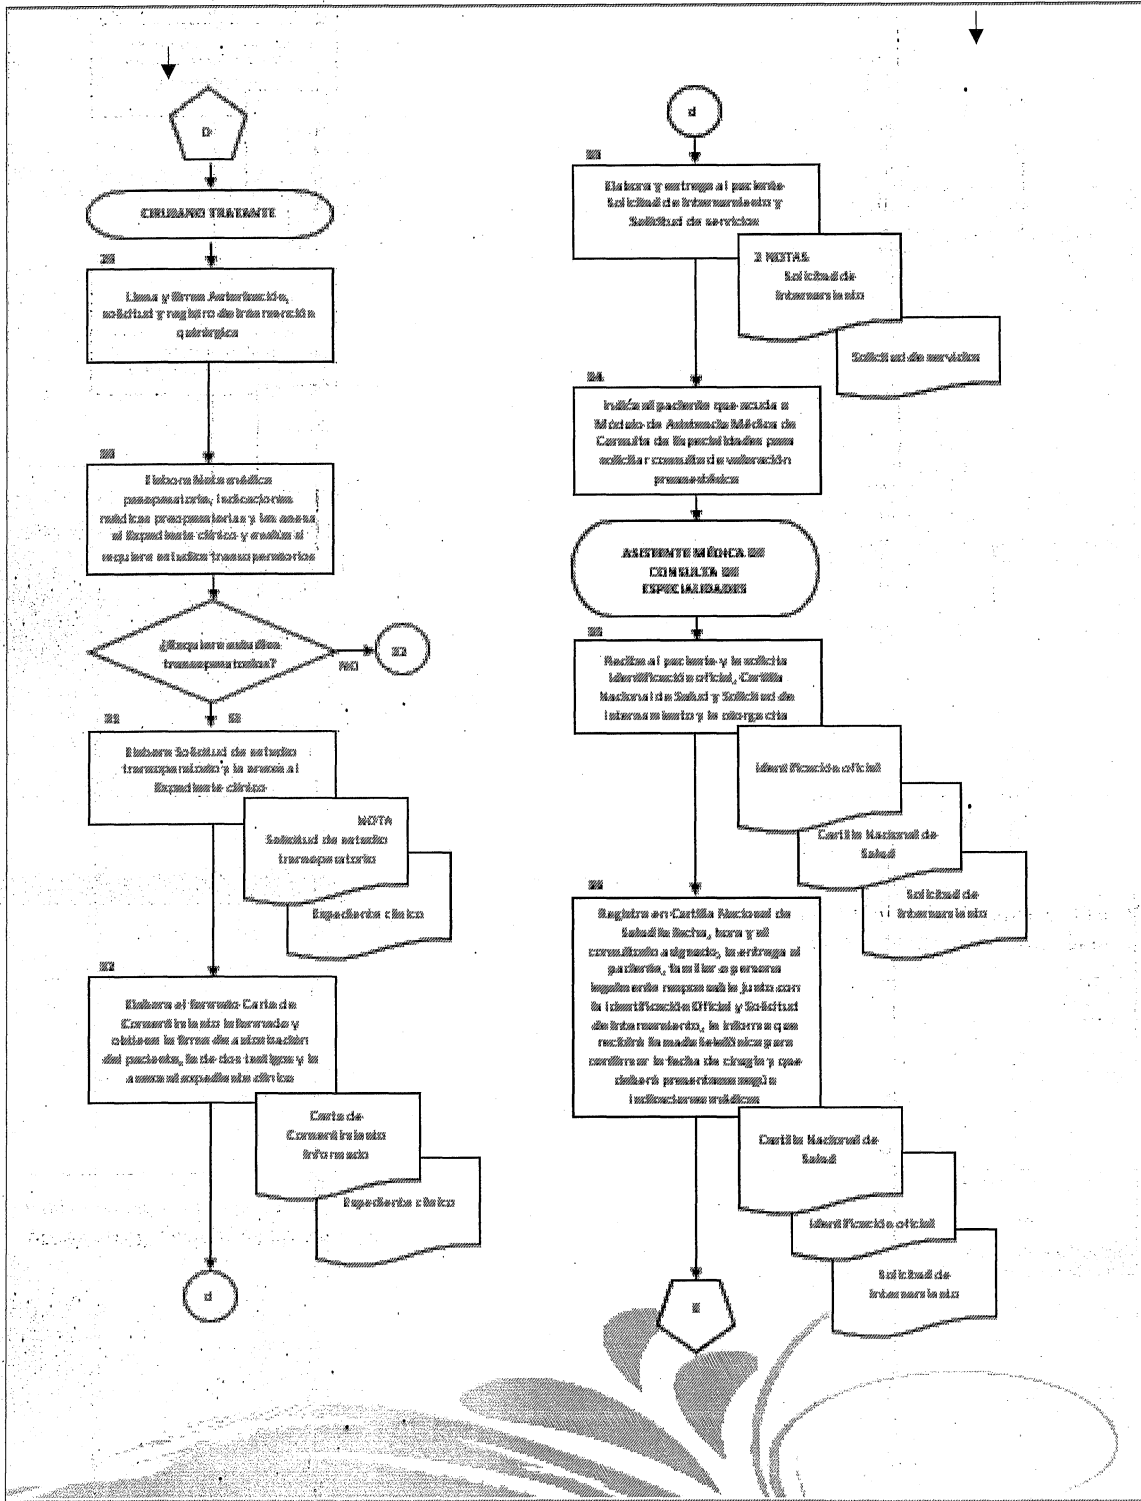 D
CIRUJANO TRATANTE
29
Llena y firma Autorización,
solicitud y registro de intervención
quirúrgica
30
Elabora Nota médica
preoperatoria, indicaciones
médicas preoperatorias y las anexa
al Expediente clínico y evalúa si
requiere estudios transoperatorios
¿Requiere estudios
transoperatorios?
NO
32
31
SI
Elabora Solicitud de estudio
transoperatorio y la anexa al
Expediente clínico
NOTA
Solicitud de estudio
transoperatorio
Expediente clínico
32
Elabora el formato Carta de
Consentimiento Informado y
obtiene la firma de autorización
del paciente, la de dos testigos y la
anexa al expediente clínico
Carta de
Consentimiento
Informado
Expediente clínico
d
d
33
Elabora y entrega al paciente
Solicitud de Internamiento y
Solicitud de servicios
2 NOTAS
Solicitud de
Internamiento
Solicitud de servicios
34
Indica al paciente que acuda a
Módulo de Asistencia Médica de
Consulta de Especialidades para
solicitar consulta de valoración
preanestésica
ASISTENTE MÉDICA DE
CONSULTA DE
ESPECIALIDADES
35
Recibe al paciente y le solicita
identificación oficial, Cartilla
Nacional de Salud y Solicitud de
Internamiento y le otorga cita
identificación oficial
Cartilla Nacional de
Salud
Solicitud de
Internamiento
36
Registra en Cartilla Nacional de
Salud la fecha, hora y el
consultorio asignado, la entrega al
paciente, familiar o persona
legalmente responsable junto con
la Identificación Oficial y Solicitud
de Internamiento, le informa que
recibirá llamada telefónica para
confirmar la fecha de cirugía y que
deberá presentarse según
indicaciones médicas
Cartilla Nacional de
Salud
identificación oficial
Solicitud de
Internamiento
E